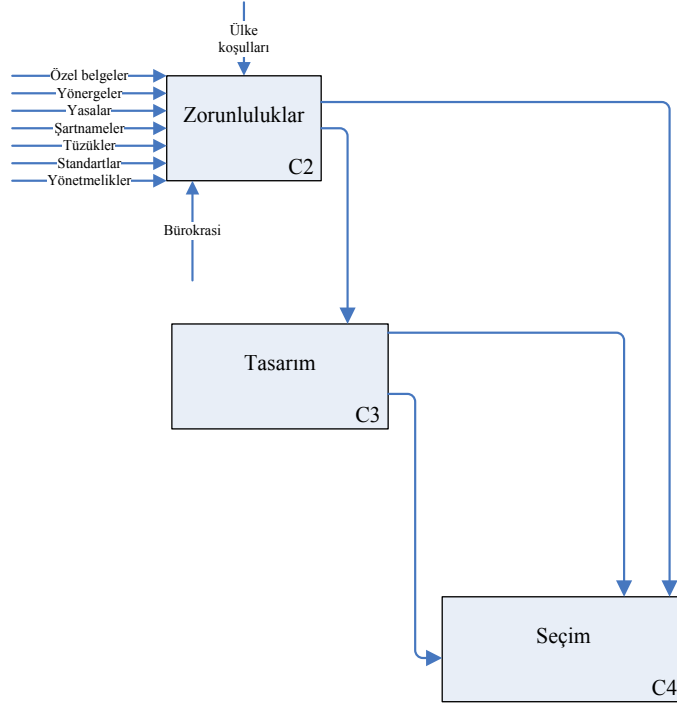 Ülke
koşulları
Özel belgeler
Yönergeler
Yasalar
Şartnameler
Tüzükler
Standartlar
Yönetmelikler
Zorunluluklar
C2
Bürokrasi
Tasarım
C3
Seçim
C4